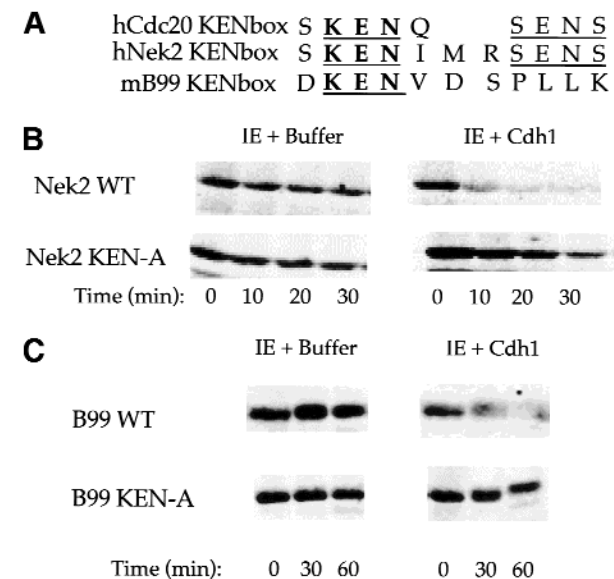 A
hCdc20 KENbox S K E N Q S E N S
hNek2 KENbox S K E N I M R S E N S
mB99 KENbox D K E N V D S P L L K
B
IE + Buffer IE + Cdh1
Nek2 WT
Nek2 KEN-A
Time (min): 0 10 20 30 0 10 20 30
C
IE + Buffer IE + Cdh1
B99 WT
B99 KEN-A
Time (min): 0 30 60 0 30 60